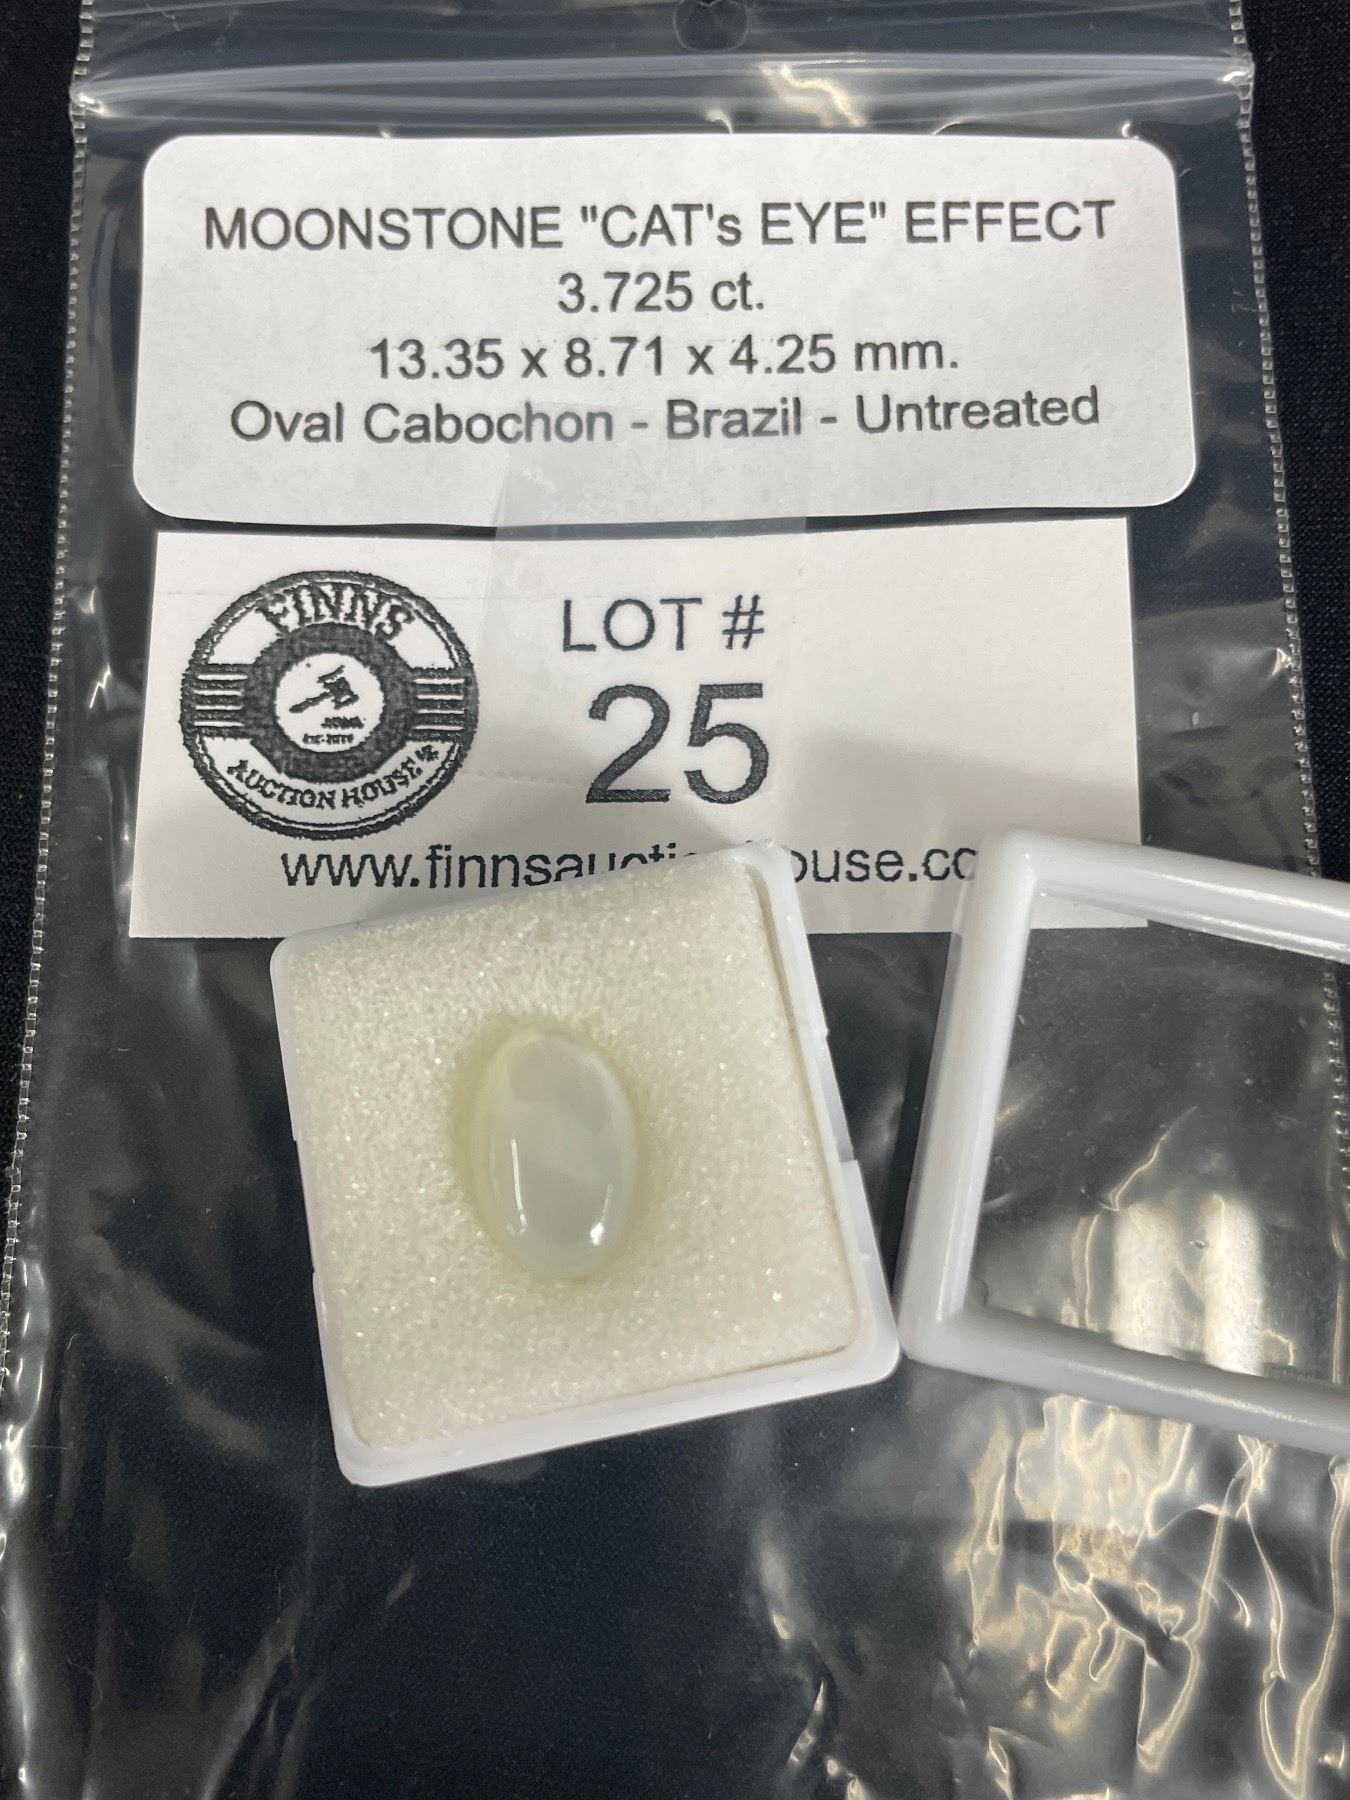 MOONSTONE "CAT's EYE" EFFECT
3.725 ct.
13.35 x 8.71 x 4.25 mm.
Oval Cabochon - Brazil - Untreated
FINNS
AUCTION HOUSE
LOT #
25